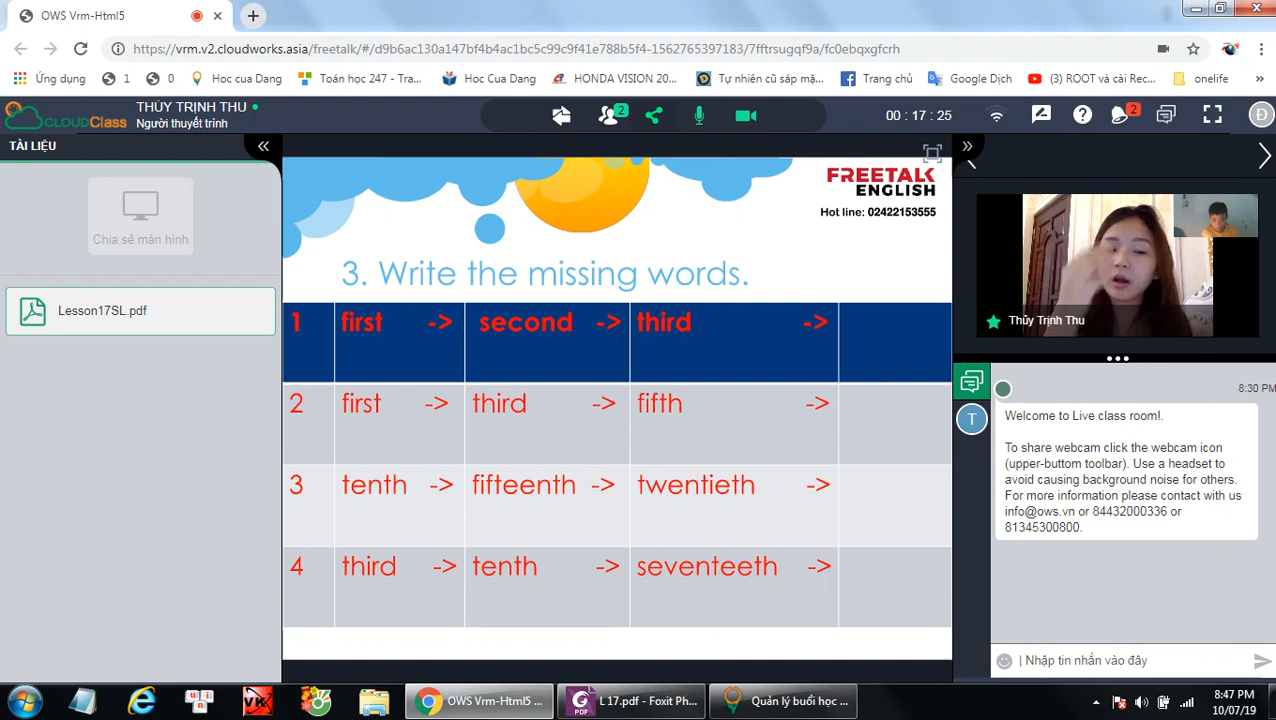 OWS Vrm-Html5
https://vrm.v2.cloudworks.asia/freetalk/#/d9b6ac130a147bf4b4ac1bc5c99c9f41e788b5f4-1562765397183/7fftrsugqf9a/fc0ebqxgfcrh
Ứng dụng 1 0 Hoc cua Dang Toán học 247 - Tra... Học Cua Dang HONDA VISION 20... Tự nhiên cũ sáp mặ... Trang chủ Google Dịch (3) ROOT và cài Rec... onelife »
CLOUDClass
THỦY TRỊNH THU
Người thuyết trình
2
00 : 17 : 25
2
Đ
TÀI LIỆU
Chia sẻ màn hình
Lesson17SL.pdf
FREETALK
ENGLISH
Hot line: 02422153555
3. Write the missing words.
1 first -> second -> third ->
2 first -> third -> fifth ->
3 tenth -> fifteenth -> twentieth ->
4 third -> tenth -> seventeeth ->
Thủy Trịnh Thu
8:30 PM
T
Welcome to Live class room!.
To share webcam click the webcam icon
(upper-buttom toolbar). Use a headset to
avoid causing background noise for others.
For more information please contact with us
info@ows.vn or 84432000336 or
81345300800.
Nhập tin nhắn vào đây
OWS Vrm-Html5 ...
L 17.pdf - Foxit Ph...
Quản lý buổi học ...
8:47 PM
10/07/19